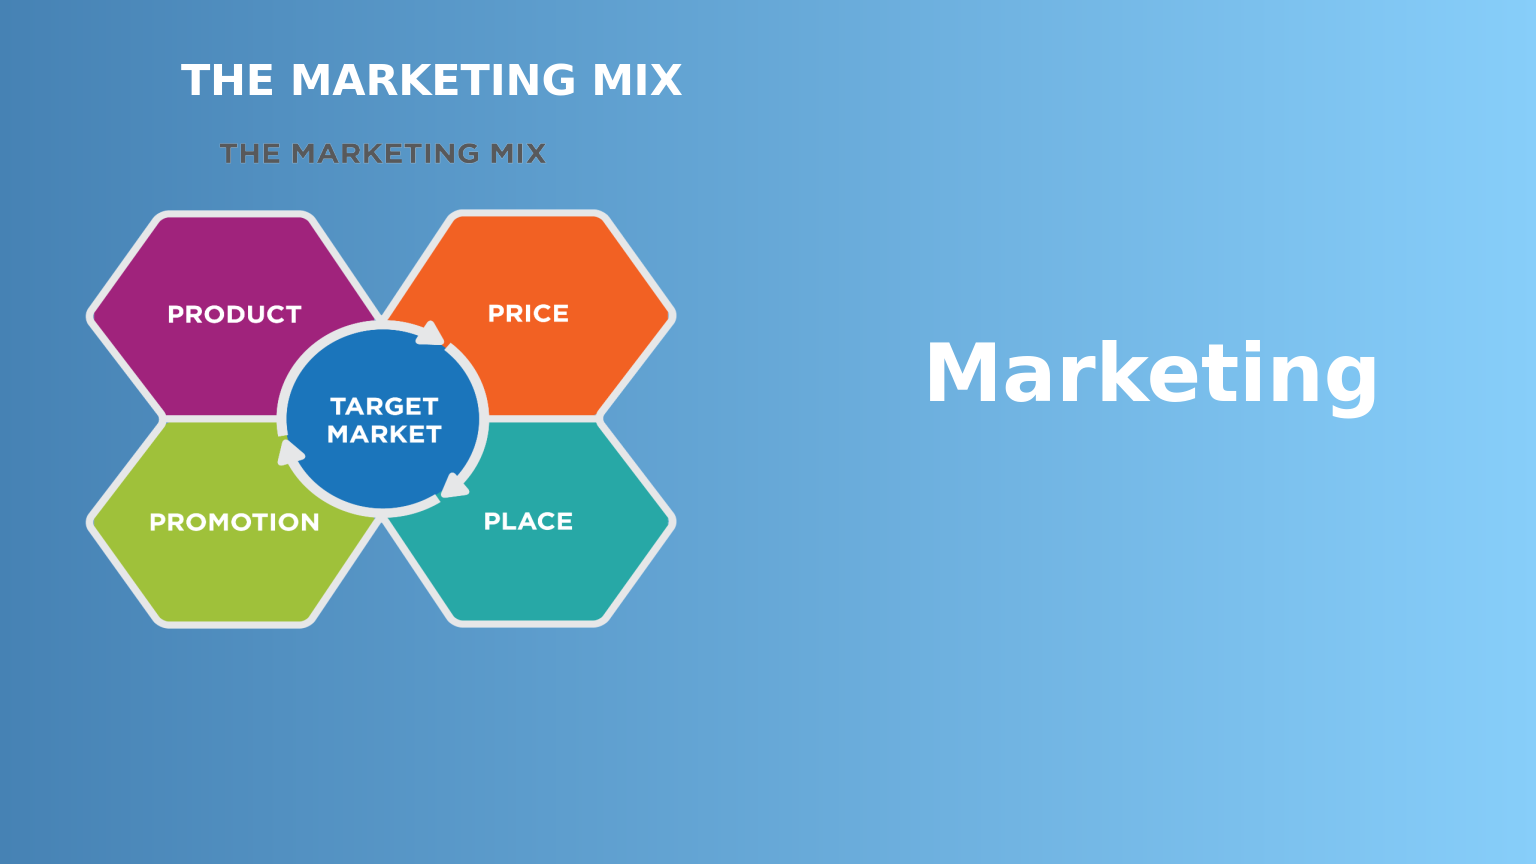 THE MARKETING MIX
THE MARKETING MIX
PRODUCT
PRICE
TARGET
MARKET
PROMOTION
PLACE
Marketing